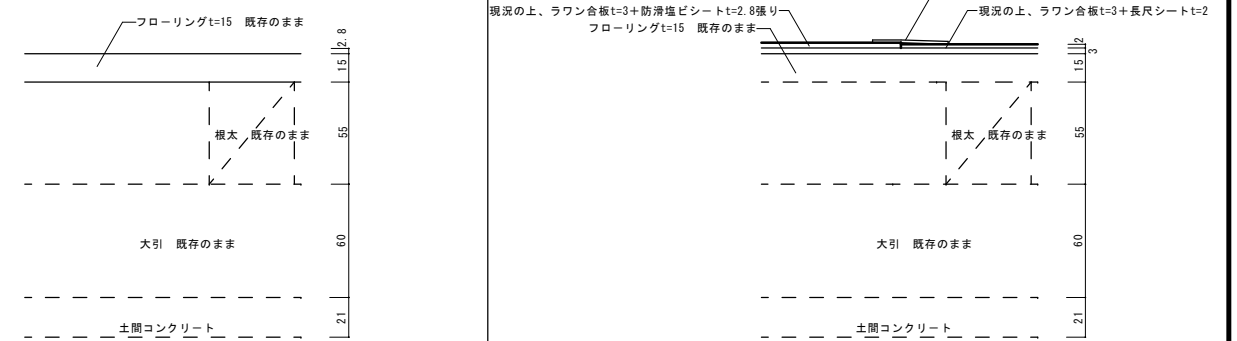 フローリングt=15　既存のまま
2.8
15
根太　既存のまま
55
大引　既存のまま
60
土間コンクリート
21
現況の上、ラワン合板t=3＋防滑塩ビシートt=2.8張り
現況の上、ラワン合板t=3＋長尺シートt=2
フローリングt=15　既存のまま
2
3
15
根太　既存のまま
55
大引　既存のまま
60
土間コンクリート
21